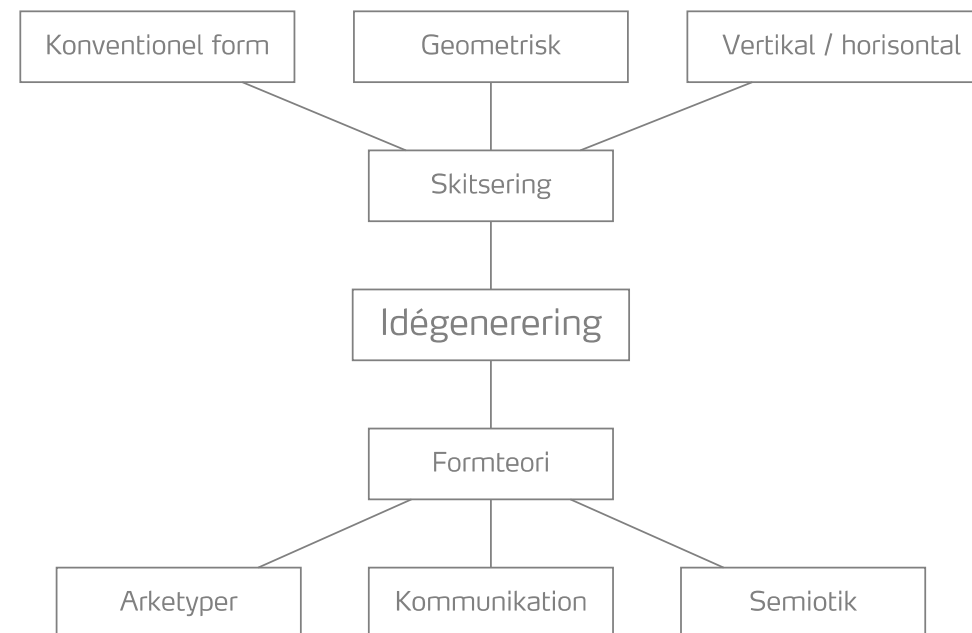 Konventionel form
Geometrisk
Vertikal / horisontal
Skitsering
Idégenerering
Formteori
Arketyper
Kommunikation
Semiotik